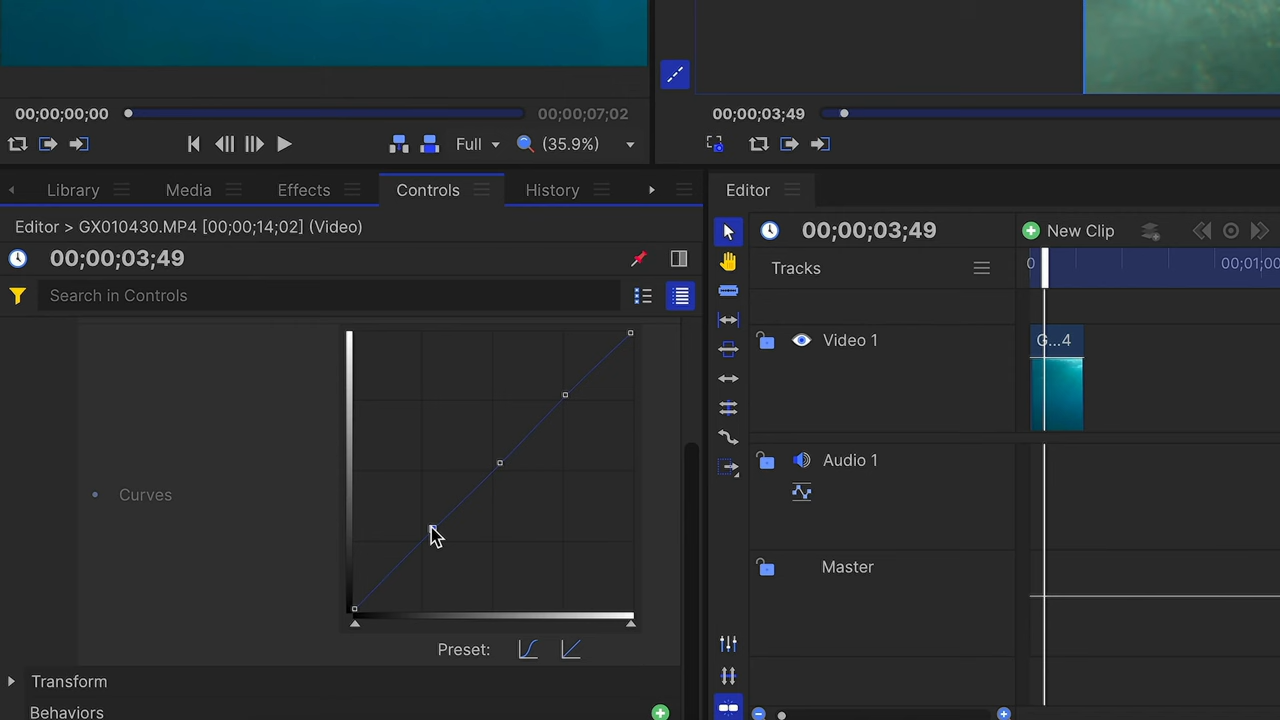 00;00;00;00
00;00;07;02
00;00;03;49
Full
(35.9%)
Library
Media
Effects
Controls
History
Editor
Editor > GX010430.MP4 [00;00;14;02] (Video)
00;00;03;49
00;00;03;49
New Clip
Search in Controls
Tracks
0
00;01;00
Video 1
G...4
Audio 1
Curves
Master
Preset:
Transform
Behaviors